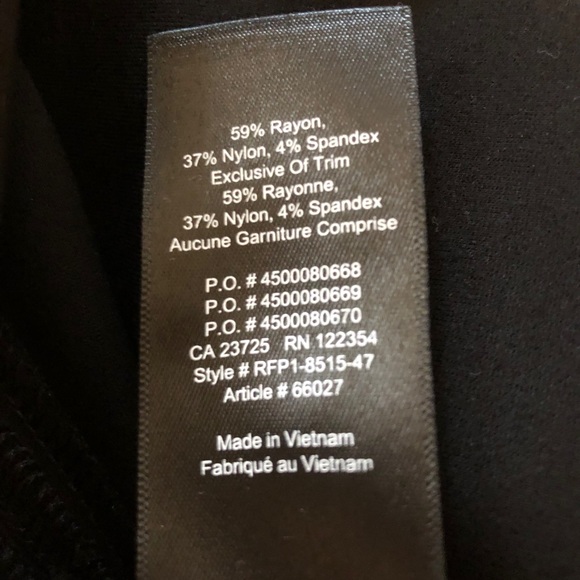 59% Rayon,
37% Nylon, 4% Spandex
Exclusive Of Trim
59% Rayonne,
37% Nylon, 4% Spandex
Aucune Garniture Comprise
P.O. # 4500080668
P.O. # 4500080669
P.O. # 4500080670
CA 23725 RN 122354
Style # RFP1-8515-47
Article # 66027
Made in Vietnam
Fabriqué au Vietnam